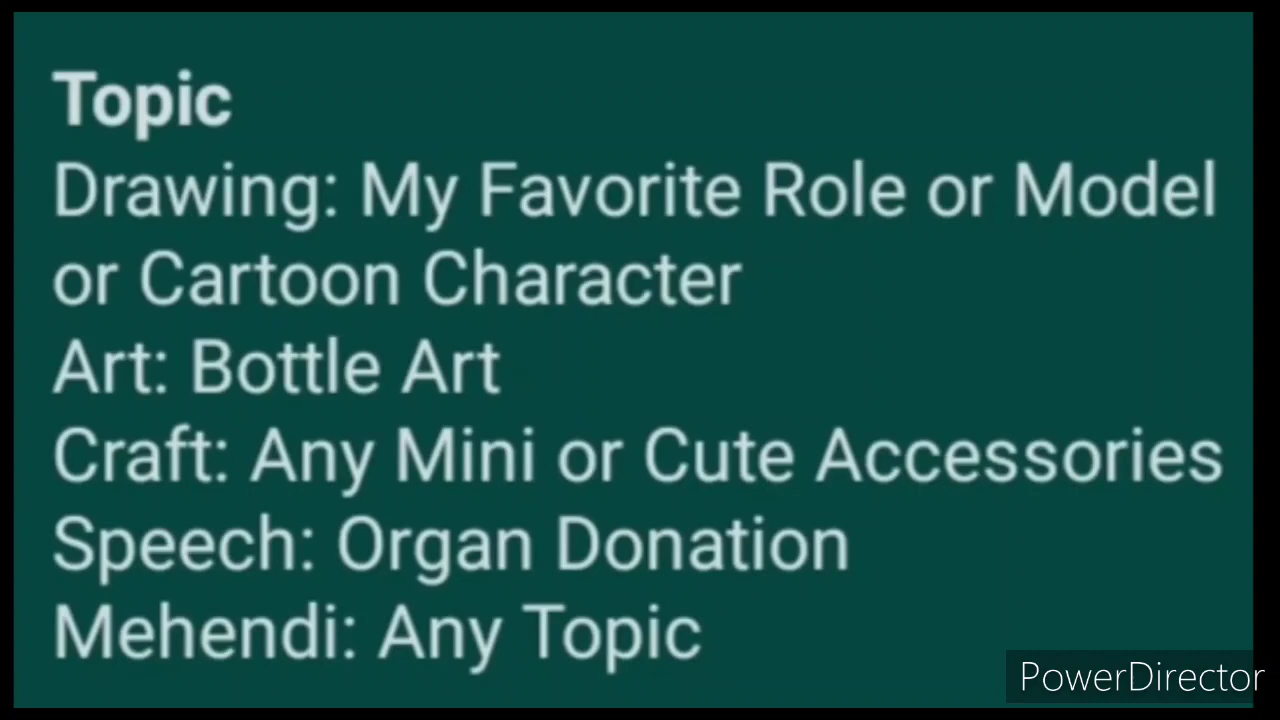 Topic
Drawing: My Favorite Role or Model
or Cartoon Character
Art: Bottle Art
Craft: Any Mini or Cute Accessories
Speech: Organ Donation
Mehendi: Any Topic
PowerDirector